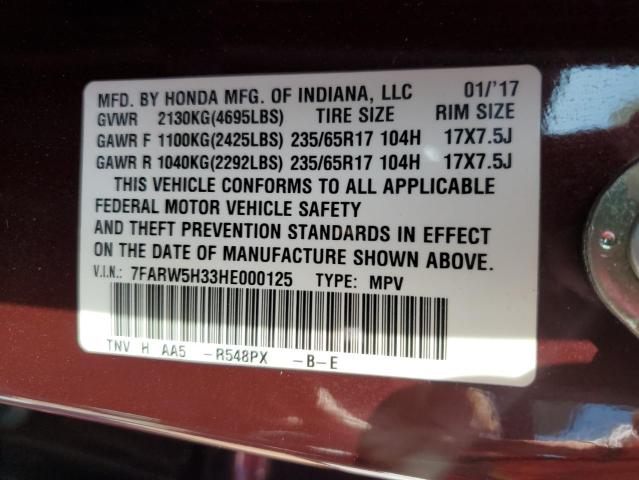 MFD. BY HONDA MFG. OF INDIANA, LLC 01/'17
GVWR 2130KG(4695LBS) TIRE SIZE RIM SIZE
GAWR F 1100KG(2425LBS) 235/65R17 104H 17X7.5J
GAWR R 1040KG(2292LBS) 235/65R17 104H 17X7.5J
THIS VEHICLE CONFORMS TO ALL APPLICABLE
FEDERAL MOTOR VEHICLE SAFETY
AND THEFT PREVENTION STANDARDS IN EFFECT
ON THE DATE OF MANUFACTURE SHOWN ABOVE.
V.I.N.: 7FARW5H33HE000125 TYPE: MPV
TNV H AA5 -R548PX -B-E